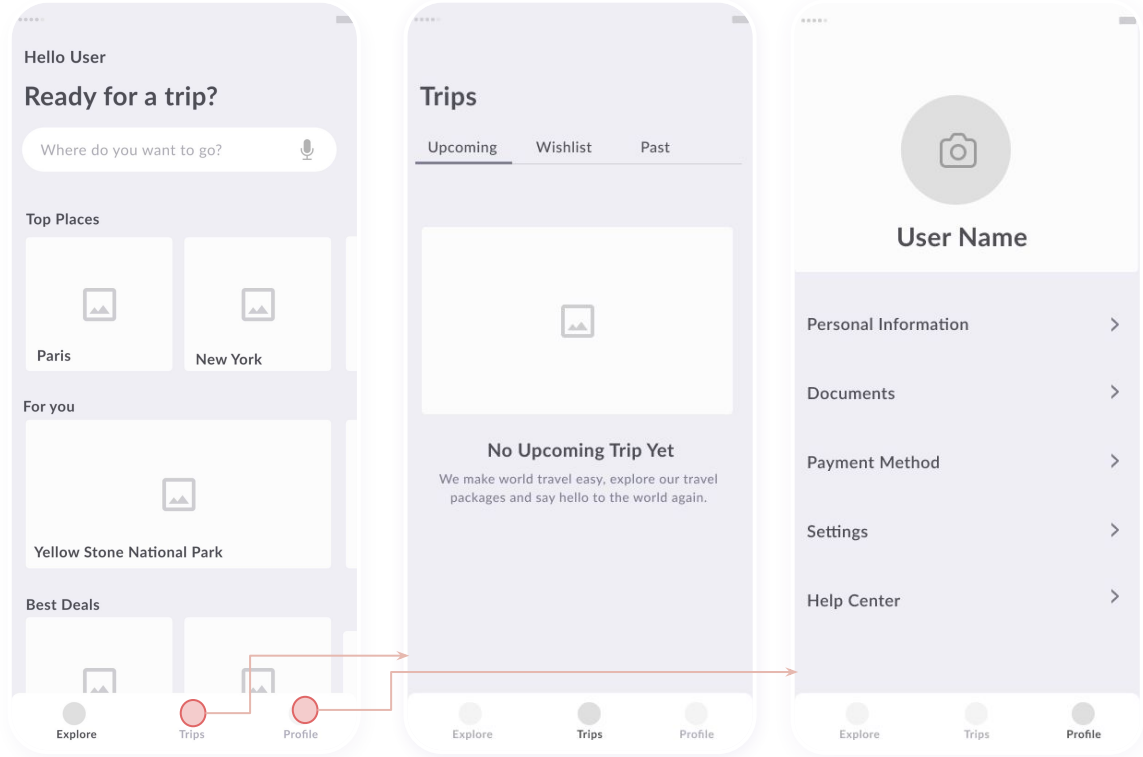 Hello User
Ready for a trip?
Where do you want to go?
Top Places
Paris
New York
For you
Yellow Stone National Park
Best Deals
Explore
Trips
Profile
Trips
Upcoming
Wishlist
Past
No Upcoming Trip Yet
We make world travel easy, explore our travel
packages and say hello to the world again.
Explore
Trips
Profile
User Name
Personal Information
Documents
Payment Method
Settings
Help Center
Explore
Trips
Profile